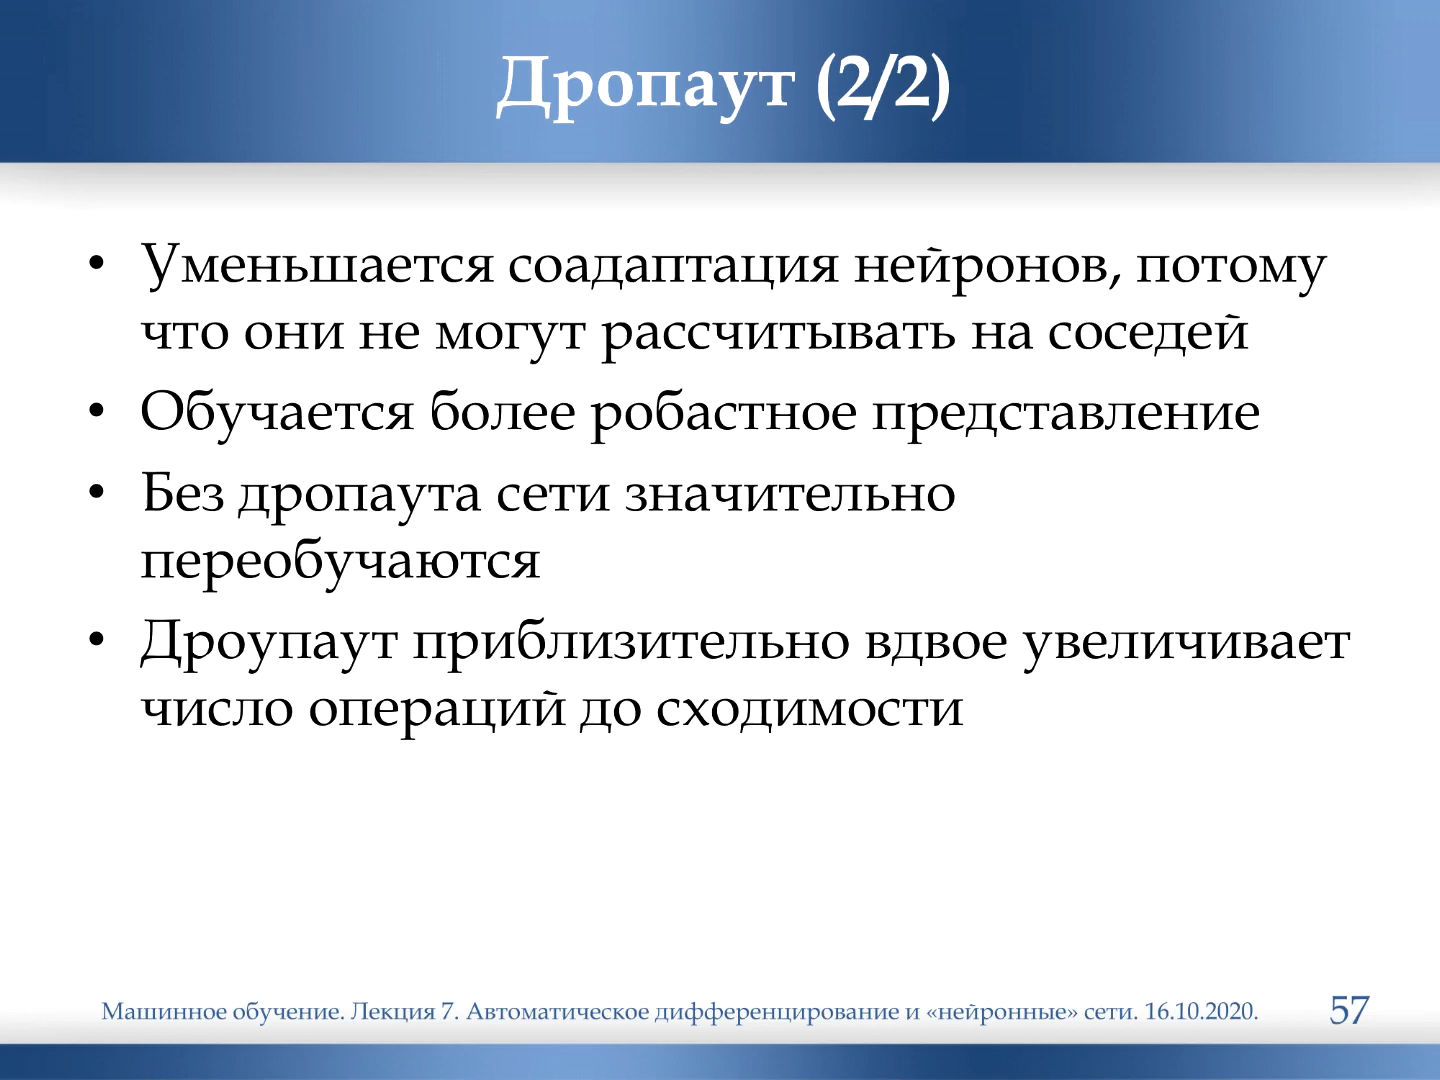 Дропаут (2/2)
• Уменьшается соадаптация нейронов, потому
что они не могут рассчитывать на соседей
• Обучается более робастное представление
• Без дропаута сети значительно
переобучаются
• Дроупаут приблизительно вдвое увеличивает
число операций до сходимости
Машинное обучение. Лекция 7. Автоматическое дифференцирование и «нейронные» сети. 16.10.2020.
57